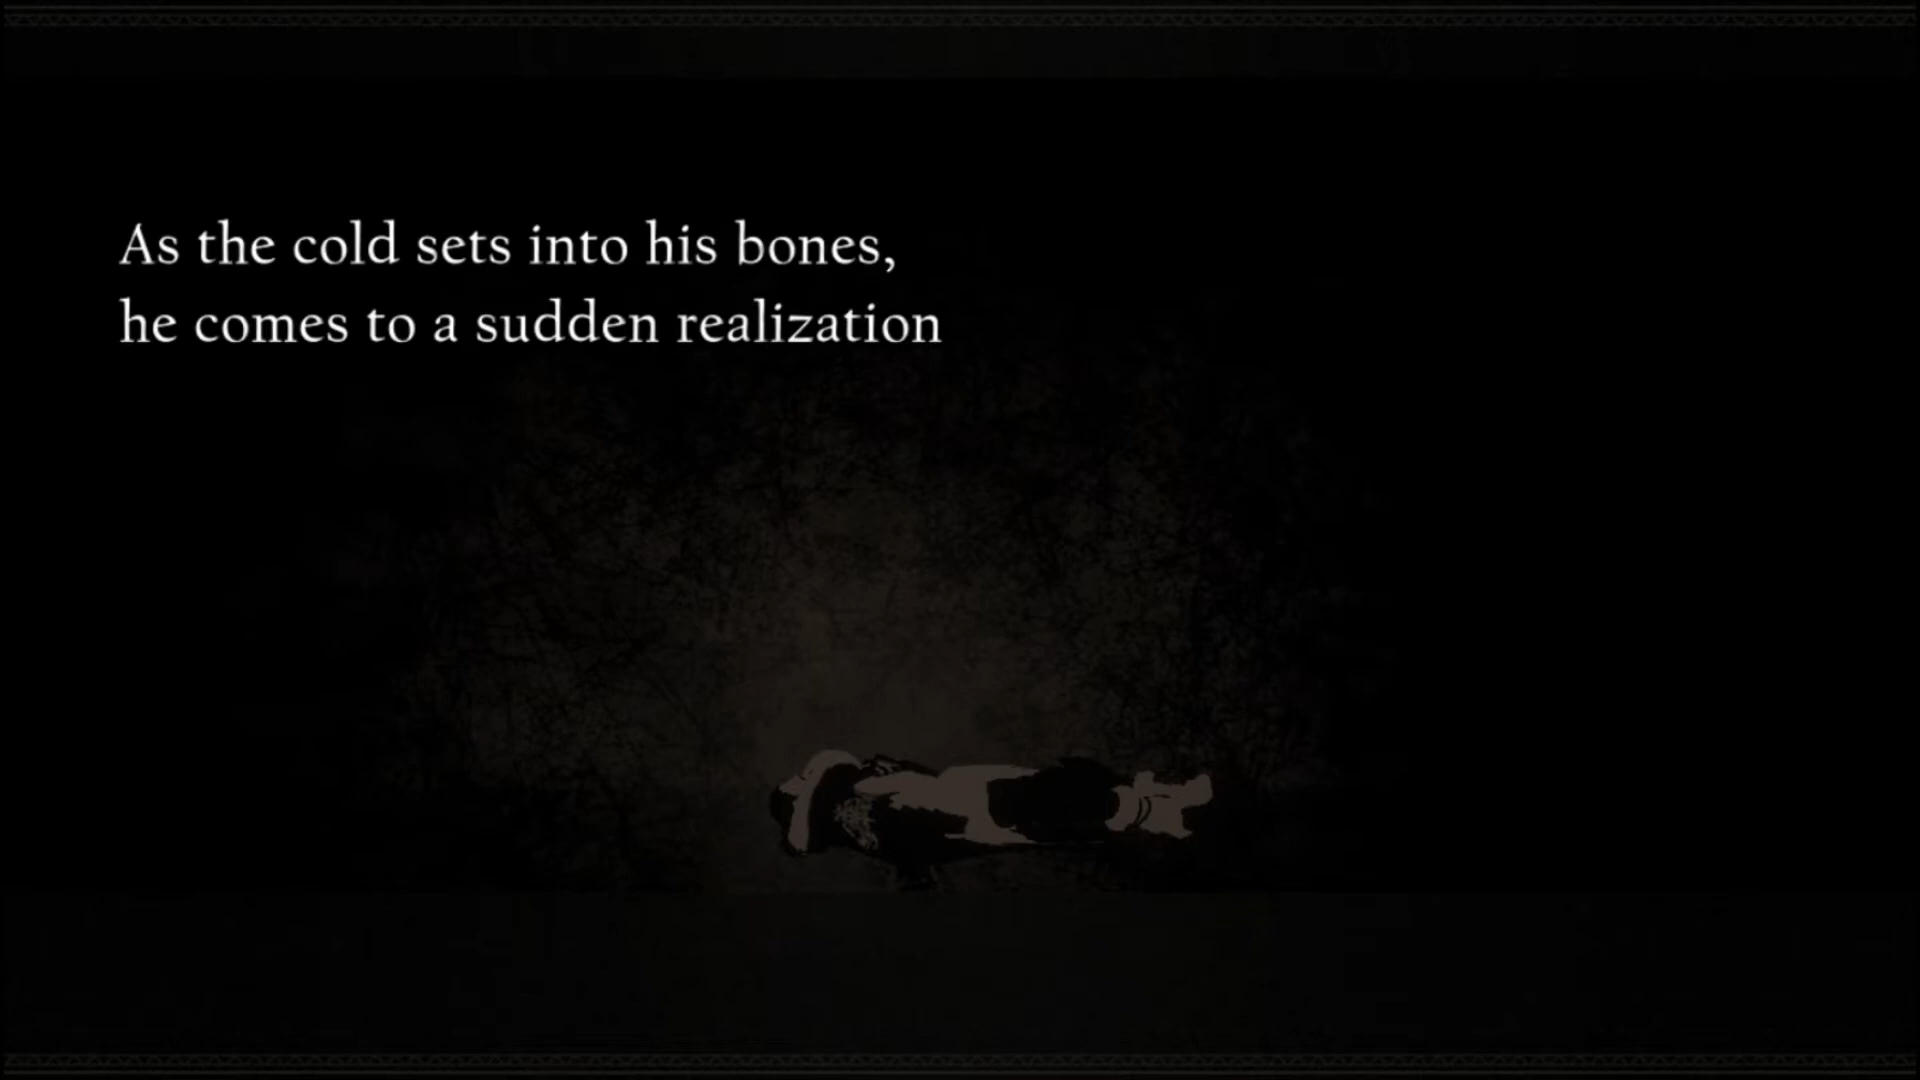 As the cold sets into his bones,
he comes to a sudden realization